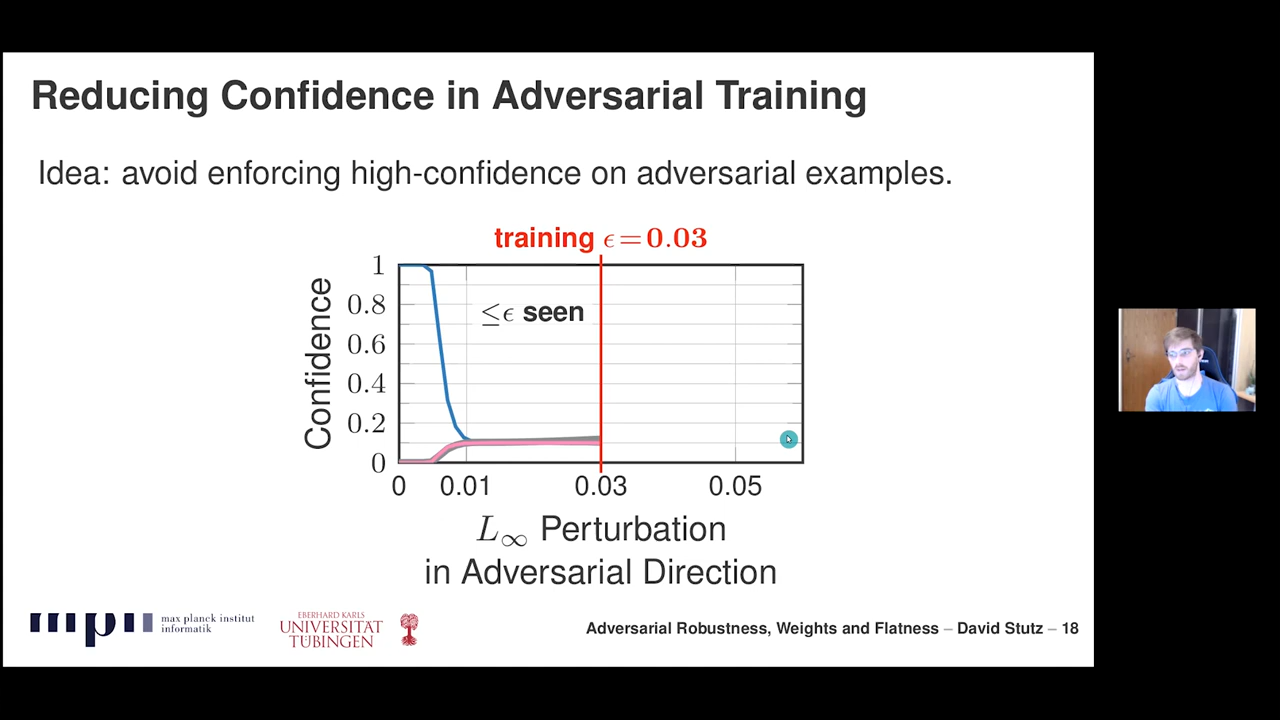 Reducing Confidence in Adversarial Training
Idea: avoid enforcing high-confidence on adversarial examples.
training ϵ=0.03
≤ϵ seen
Confidence
1
0.8
0.6
0.4
0.2
0
0 0.01 0.03 0.05
L∞ Perturbation
in Adversarial Direction
mpi max planck institut
informatik
EBERHARD KARLS
UNIVERSITÄT
TÜBINGEN
Adversarial Robustness, Weights and Flatness – David Stutz – 18